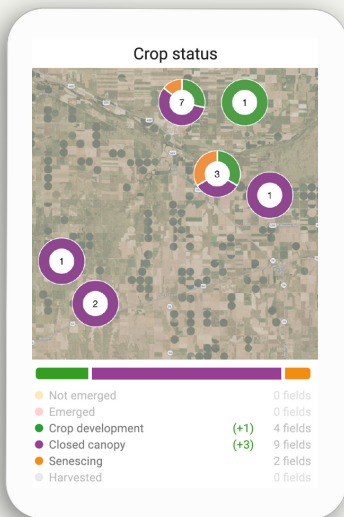 Crop status
7
1
3
1
1
2
Not emerged 0 fields
Emerged 0 fields
Crop development (+1) 4 fields
Closed canopy (+3) 9 fields
Senescing 2 fields
Harvested 0 fields